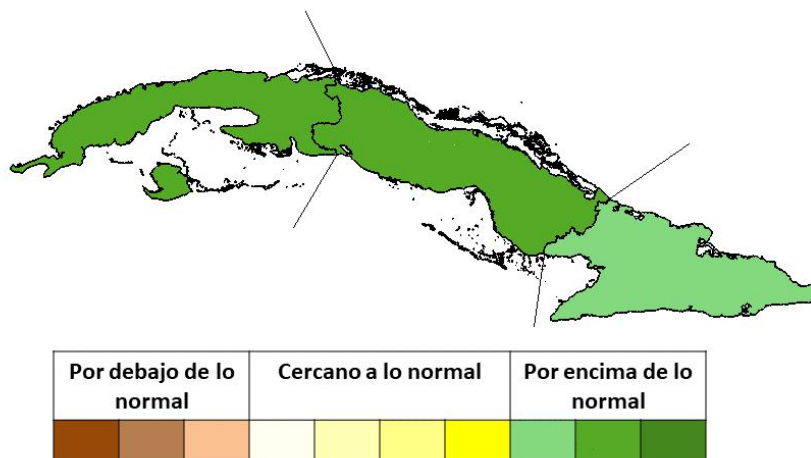 Por debajo de lo
normal
Cercano a lo normal
Por encima de lo
normal